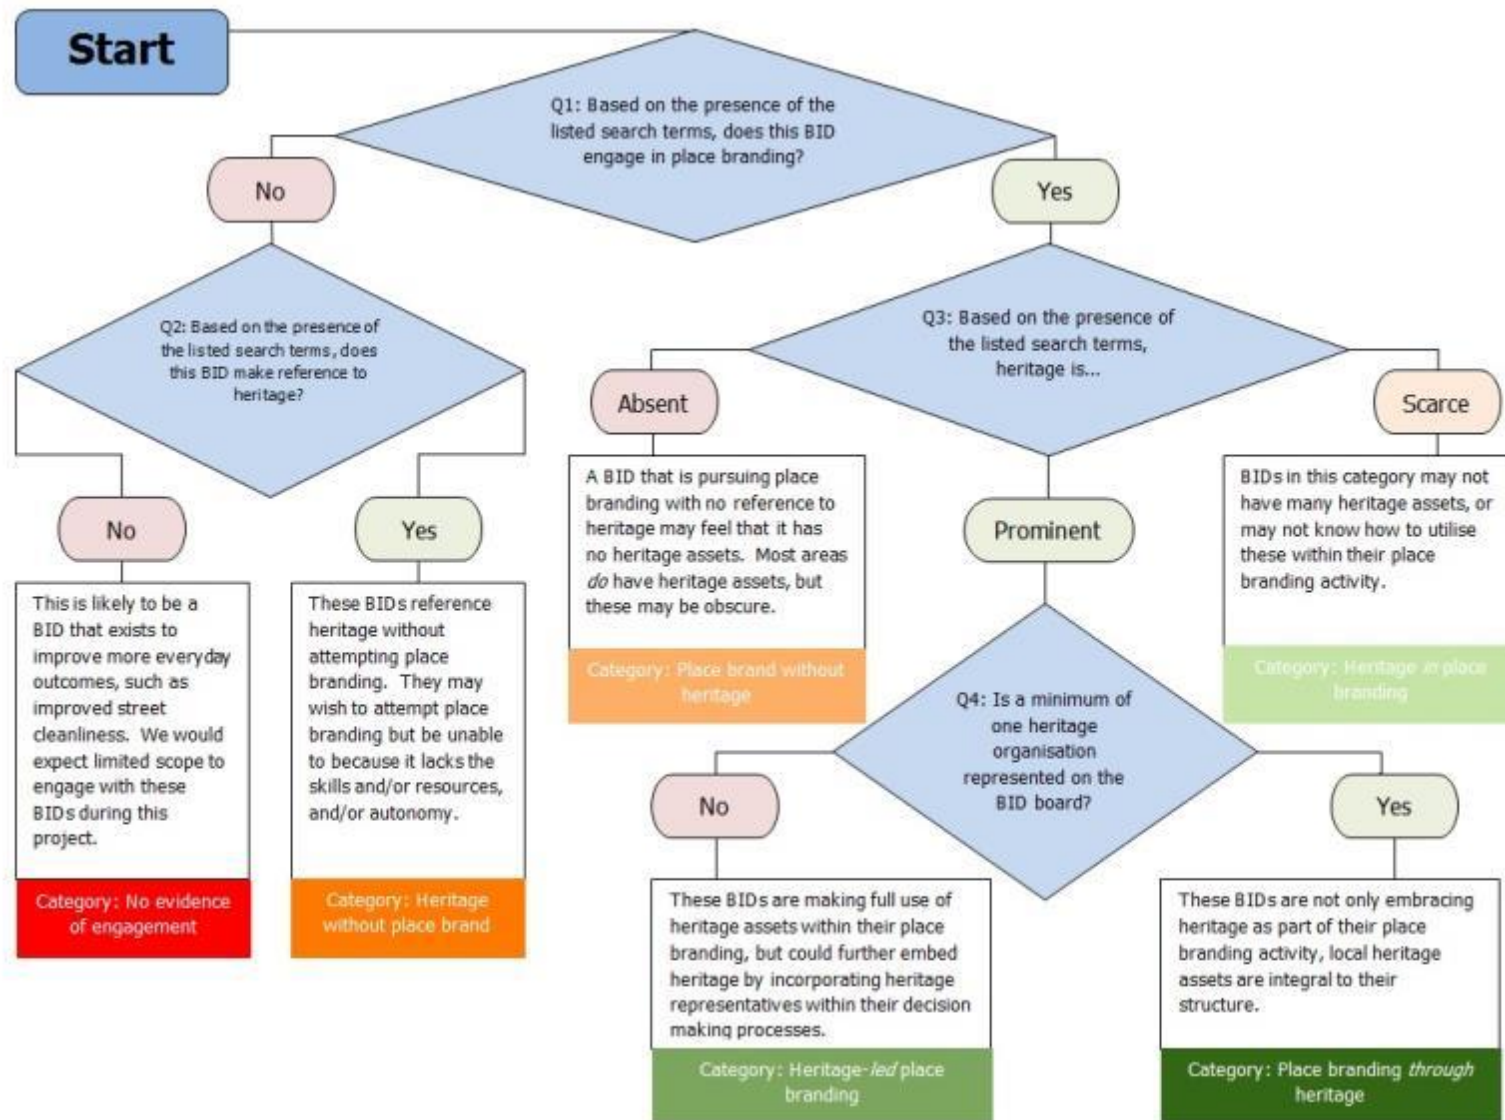 Start
Q1: Based on the presence of the
listed search terms, does this BID
engage in place branding?
No
Yes
Q2: Based on the presence of
the listed search terms, does
this BID make reference to
heritage?
Q3: Based on the presence of
the listed search terms,
heritage is...
Absent
Scarce
A BID that is pursuing place
branding with no reference to
heritage may feel that it has
no heritage assets. Most areas
do have heritage assets, but
these may be obscure.
Category: Place brand without
heritage
Prominent
BIDs in this category may not
have many heritage assets, or
may not know how to utilise
these within their place
branding activity.
Category: Heritage in place
branding
No
Yes
This is likely to be a
BID that exists to
improve more everyday
outcomes, such as
improved street
cleanliness. We would
expect limited scope to
engage with these
BIDs during this
project.
Category: No evidence
of engagement
These BIDs reference
heritage without
attempting place
branding. They may
wish to attempt place
branding but be unable
to because it lacks the
skills and/or resources,
and/or autonomy.
Category: Heritage
without place brand
Q4: Is a minimum of
one heritage
organisation
represented on the
BID board?
No
Yes
These BIDs are making full use of
heritage assets within their place
branding, but could further embed
heritage by incorporating heritage
representatives within their decision
making processes.
Category: Heritage-led place
branding
These BIDs are not only embracing
heritage as part of their place
branding activity, local heritage
assets are integral to their
structure.
Category: Place branding through
heritage